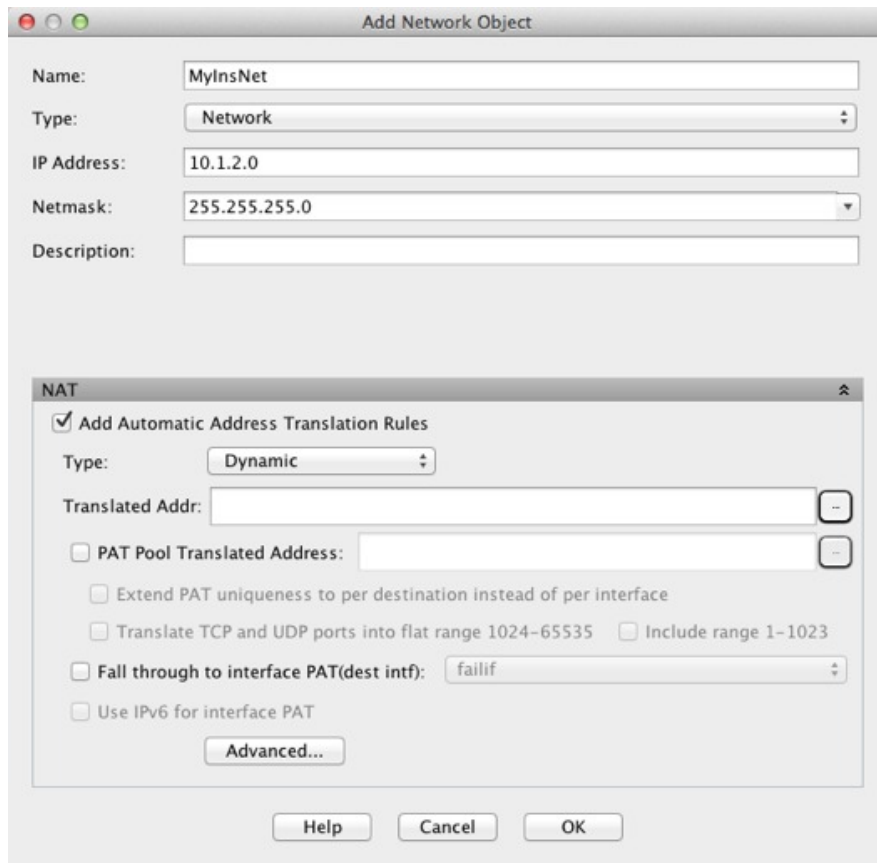 Add Network Object
Name: MyInsNet
Type: Network
IP Address: 10.1.2.0
Netmask: 255.255.255.0
Description:
NAT
Add Automatic Address Translation Rules
Type: Dynamic
Translated Addr: ...
PAT Pool Translated Address: ...
Extend PAT uniqueness to per destination instead of per interface
Translate TCP and UDP ports into flat range 1024-65535 Include range 1-1023
Fall through to interface PAT(dest intf): failif
Use IPv6 for interface PAT
Advanced...
Help Cancel OK